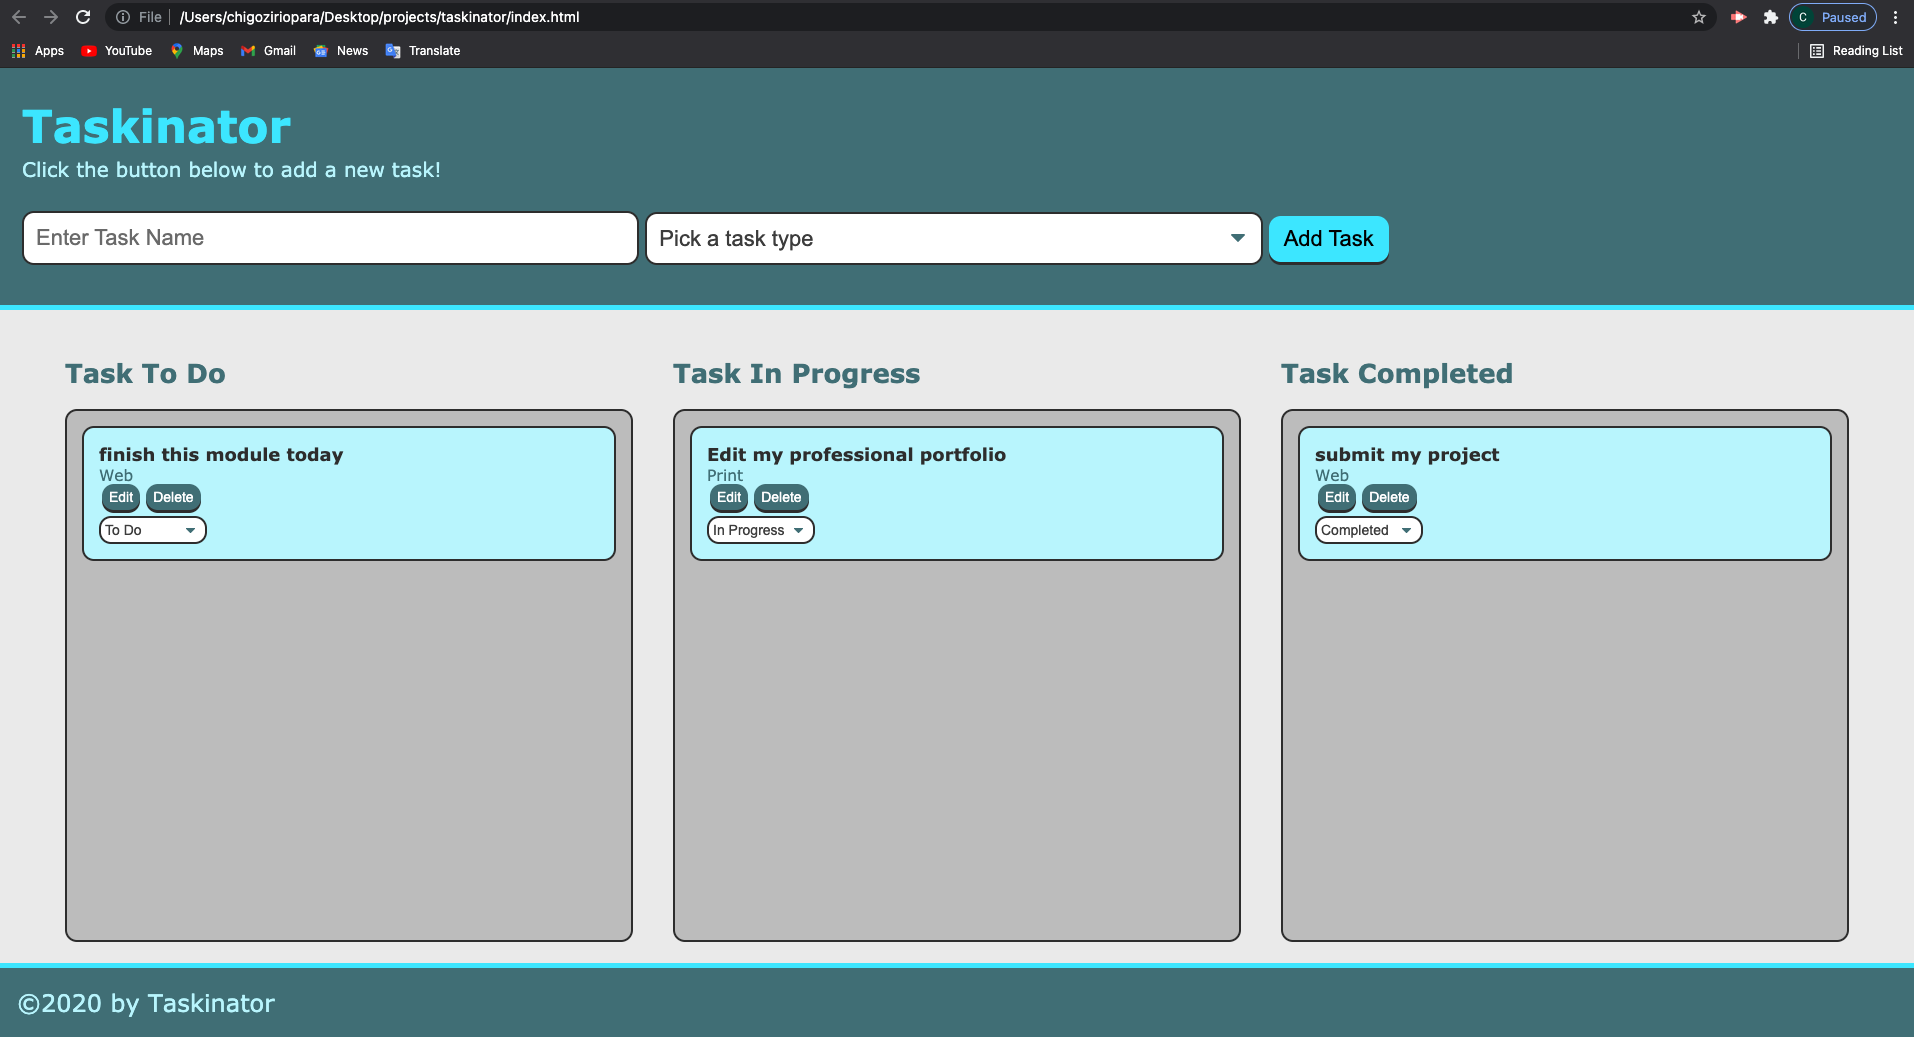 File /Users/chigoziriopara/Desktop/projects/taskinator/index.html C Paused
Apps YouTube Maps Gmail News Translate Reading List
Taskinator
Click the button below to add a new task!
Enter Task Name Pick a task type Add Task
Task To Do
finish this module today
Web
Edit Delete
To Do
Task In Progress
Edit my professional portfolio
Print
Edit Delete
In Progress
Task Completed
submit my project
Web
Edit Delete
Completed
©2020 by Taskinator